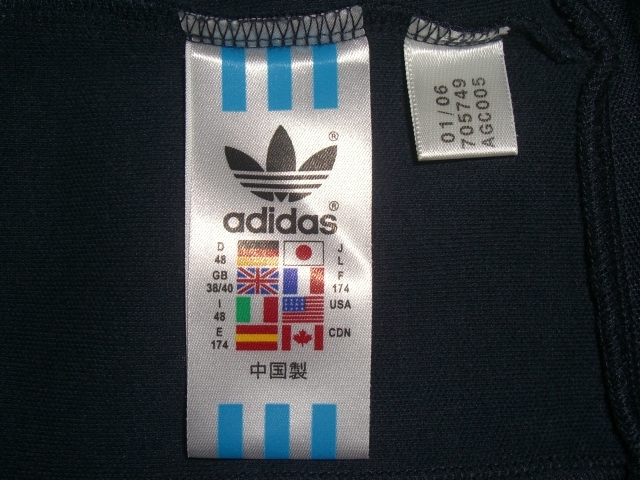 ®
adidas®
D 48 J L
GB 38/40 F 174
I 48 USA
E 174 CDN
中国製
01/06
705749
AGC005